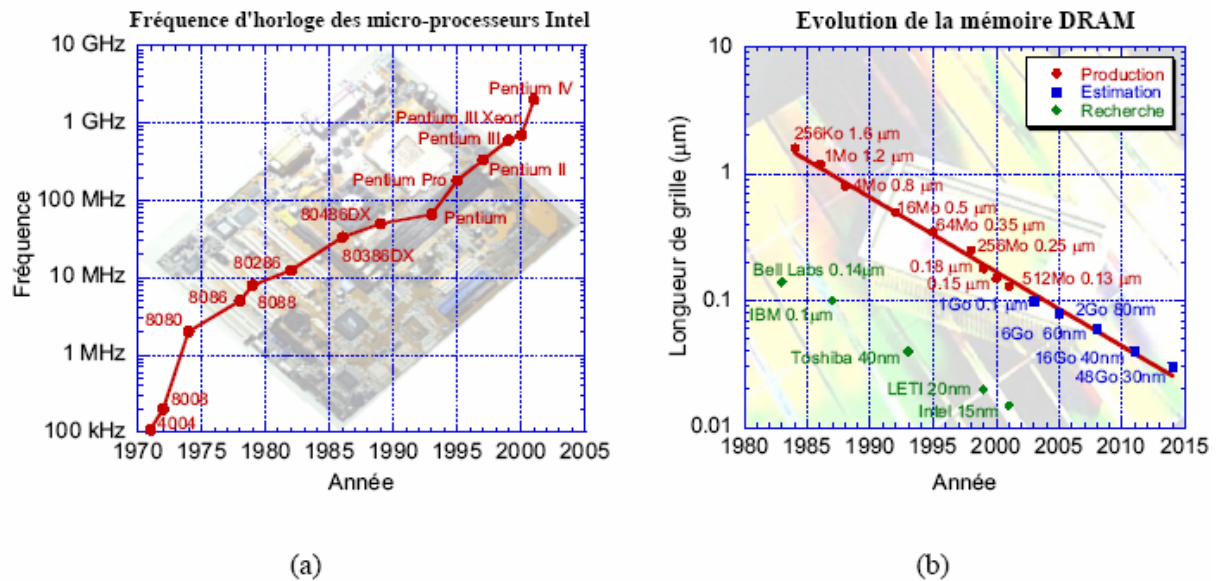 Fréquence d'horloge des micro-processeurs Intel
10 GHz
1 GHz
100 MHz
10 MHz
1 MHz
100 kHz
Fréquence
Pentium IV
Pentium III Xeon
Pentium III
Pentium II
Pentium Pro
Pentium
80486DX
80386DX
80286
8086
8088
8080
8008
4004
1970 1975 1980 1985 1990 1995 2000 2005
Année
(a)
Evolution de la mémoire DRAM
10
1
0.1
0.01
Longueur de grille (µm)
Production
Estimation
Recherche
256Ko 1.6 µm
1Mo 1.2 µm
4Mo 0.8 µm
16Mo 0.5 µm
64Mo 0.35 µm
256Mo 0.25 µm
0.18 µm
0.15 µm
512Mo 0.13 µm
1Go 0.1 µm
2Go 80nm
6Go 60nm
16Go 40nm
48Go 30nm
Bell Labs 0.14µm
IBM 0.1µm
Toshiba 40nm
LETI 20nm
Intel 15nm
1980 1985 1990 1995 2000 2005 2010 2015
Année
(b)